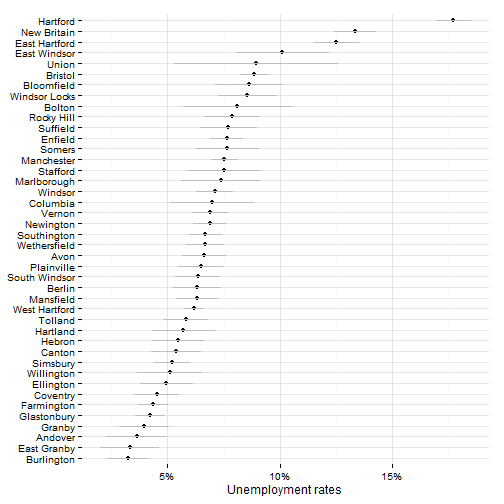 Hartford
New Britain
East Hartford
East Windsor
Union
Bristol
Bloomfield
Windsor Locks
Bolton
Rocky Hill
Suffield
Enfield
Somers
Manchester
Stafford
Marlborough
Windsor
Columbia
Vernon
Newington
Southington
Wethersfield
Avon
Plainville
South Windsor
Berlin
Mansfield
West Hartford
Tolland
Hartland
Hebron
Canton
Simsbury
Willington
Ellington
Coventry
Farmington
Glastonbury
Granby
Andover
East Granby
Burlington
5% 10% 15%
Unemployment rates